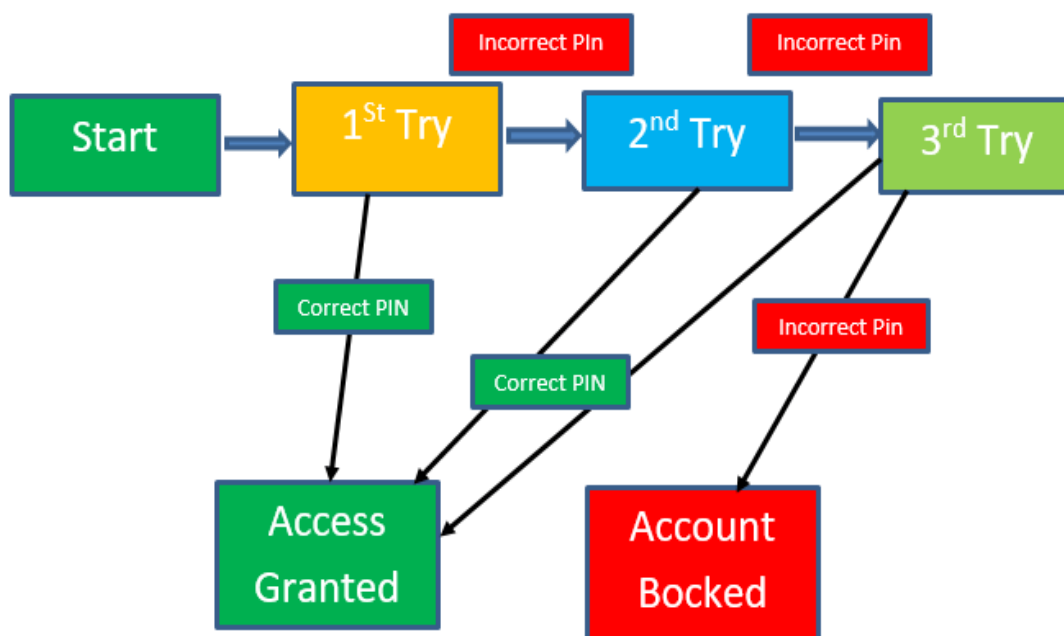 Incorrect PIn
Incorrect Pin
Start
1St Try
2nd Try
3rd Try
Correct PIN
Incorrect Pin
Correct PIN
Access
Granted
Account
Bocked